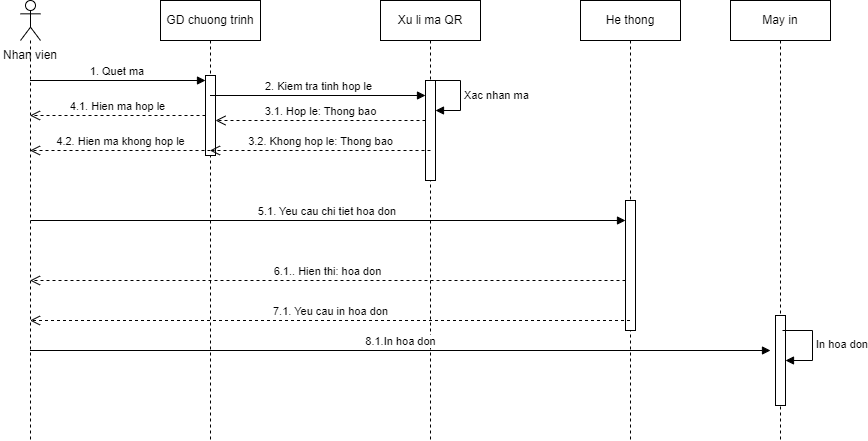 GD chuong trinh
Xu li ma QR
He thong
May in
Nhan vien
1. Quet ma
2. Kiem tra tinh hop le
Xac nhan ma
4.1. Hien ma hop le
3.1. Hop le: Thong bao
4.2. Hien ma khong hop le
3.2. Khong hop le: Thong bao
5.1. Yeu cau chi tiet hoa don
6.1.. Hien thi: hoa don
7.1. Yeu cau in hoa don
8.1.In hoa don
In hoa don